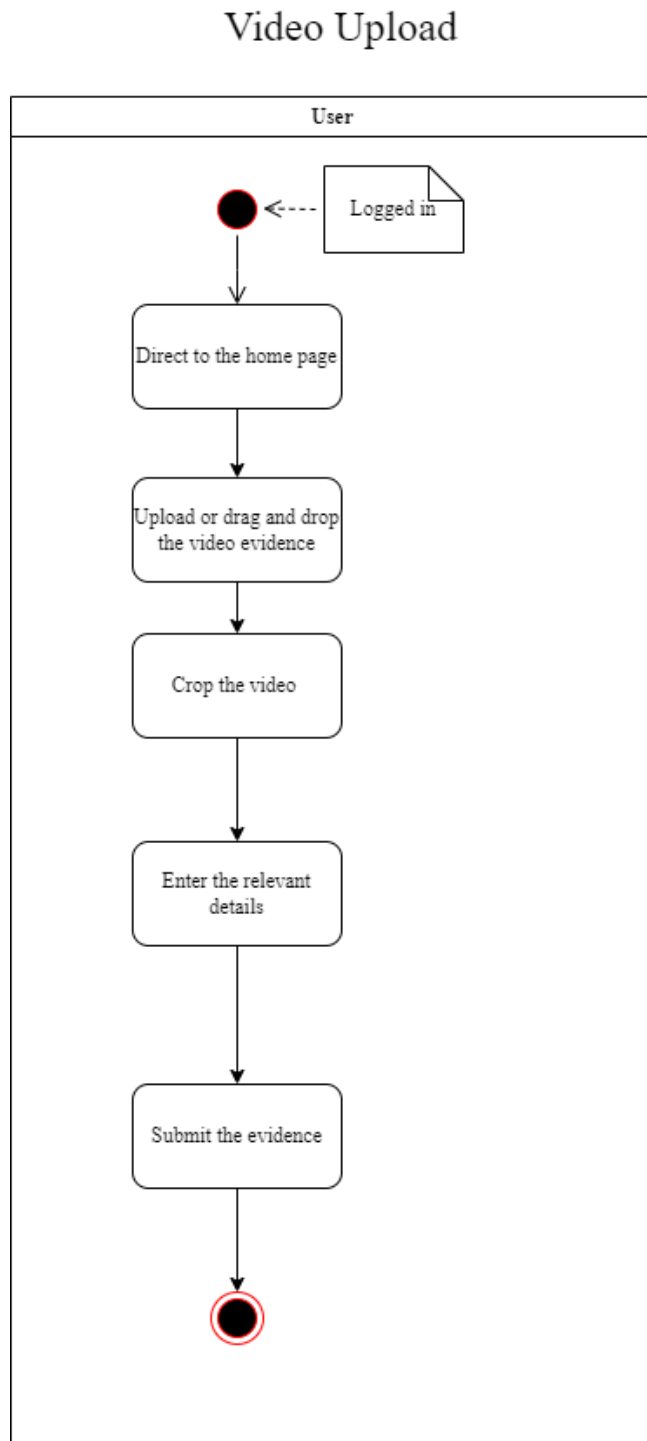 Video Upload
User
Logged in
Direct to the home page
Upload or drag and drop
the video evidence
Crop the video
Enter the relevant
details
Submit the evidence